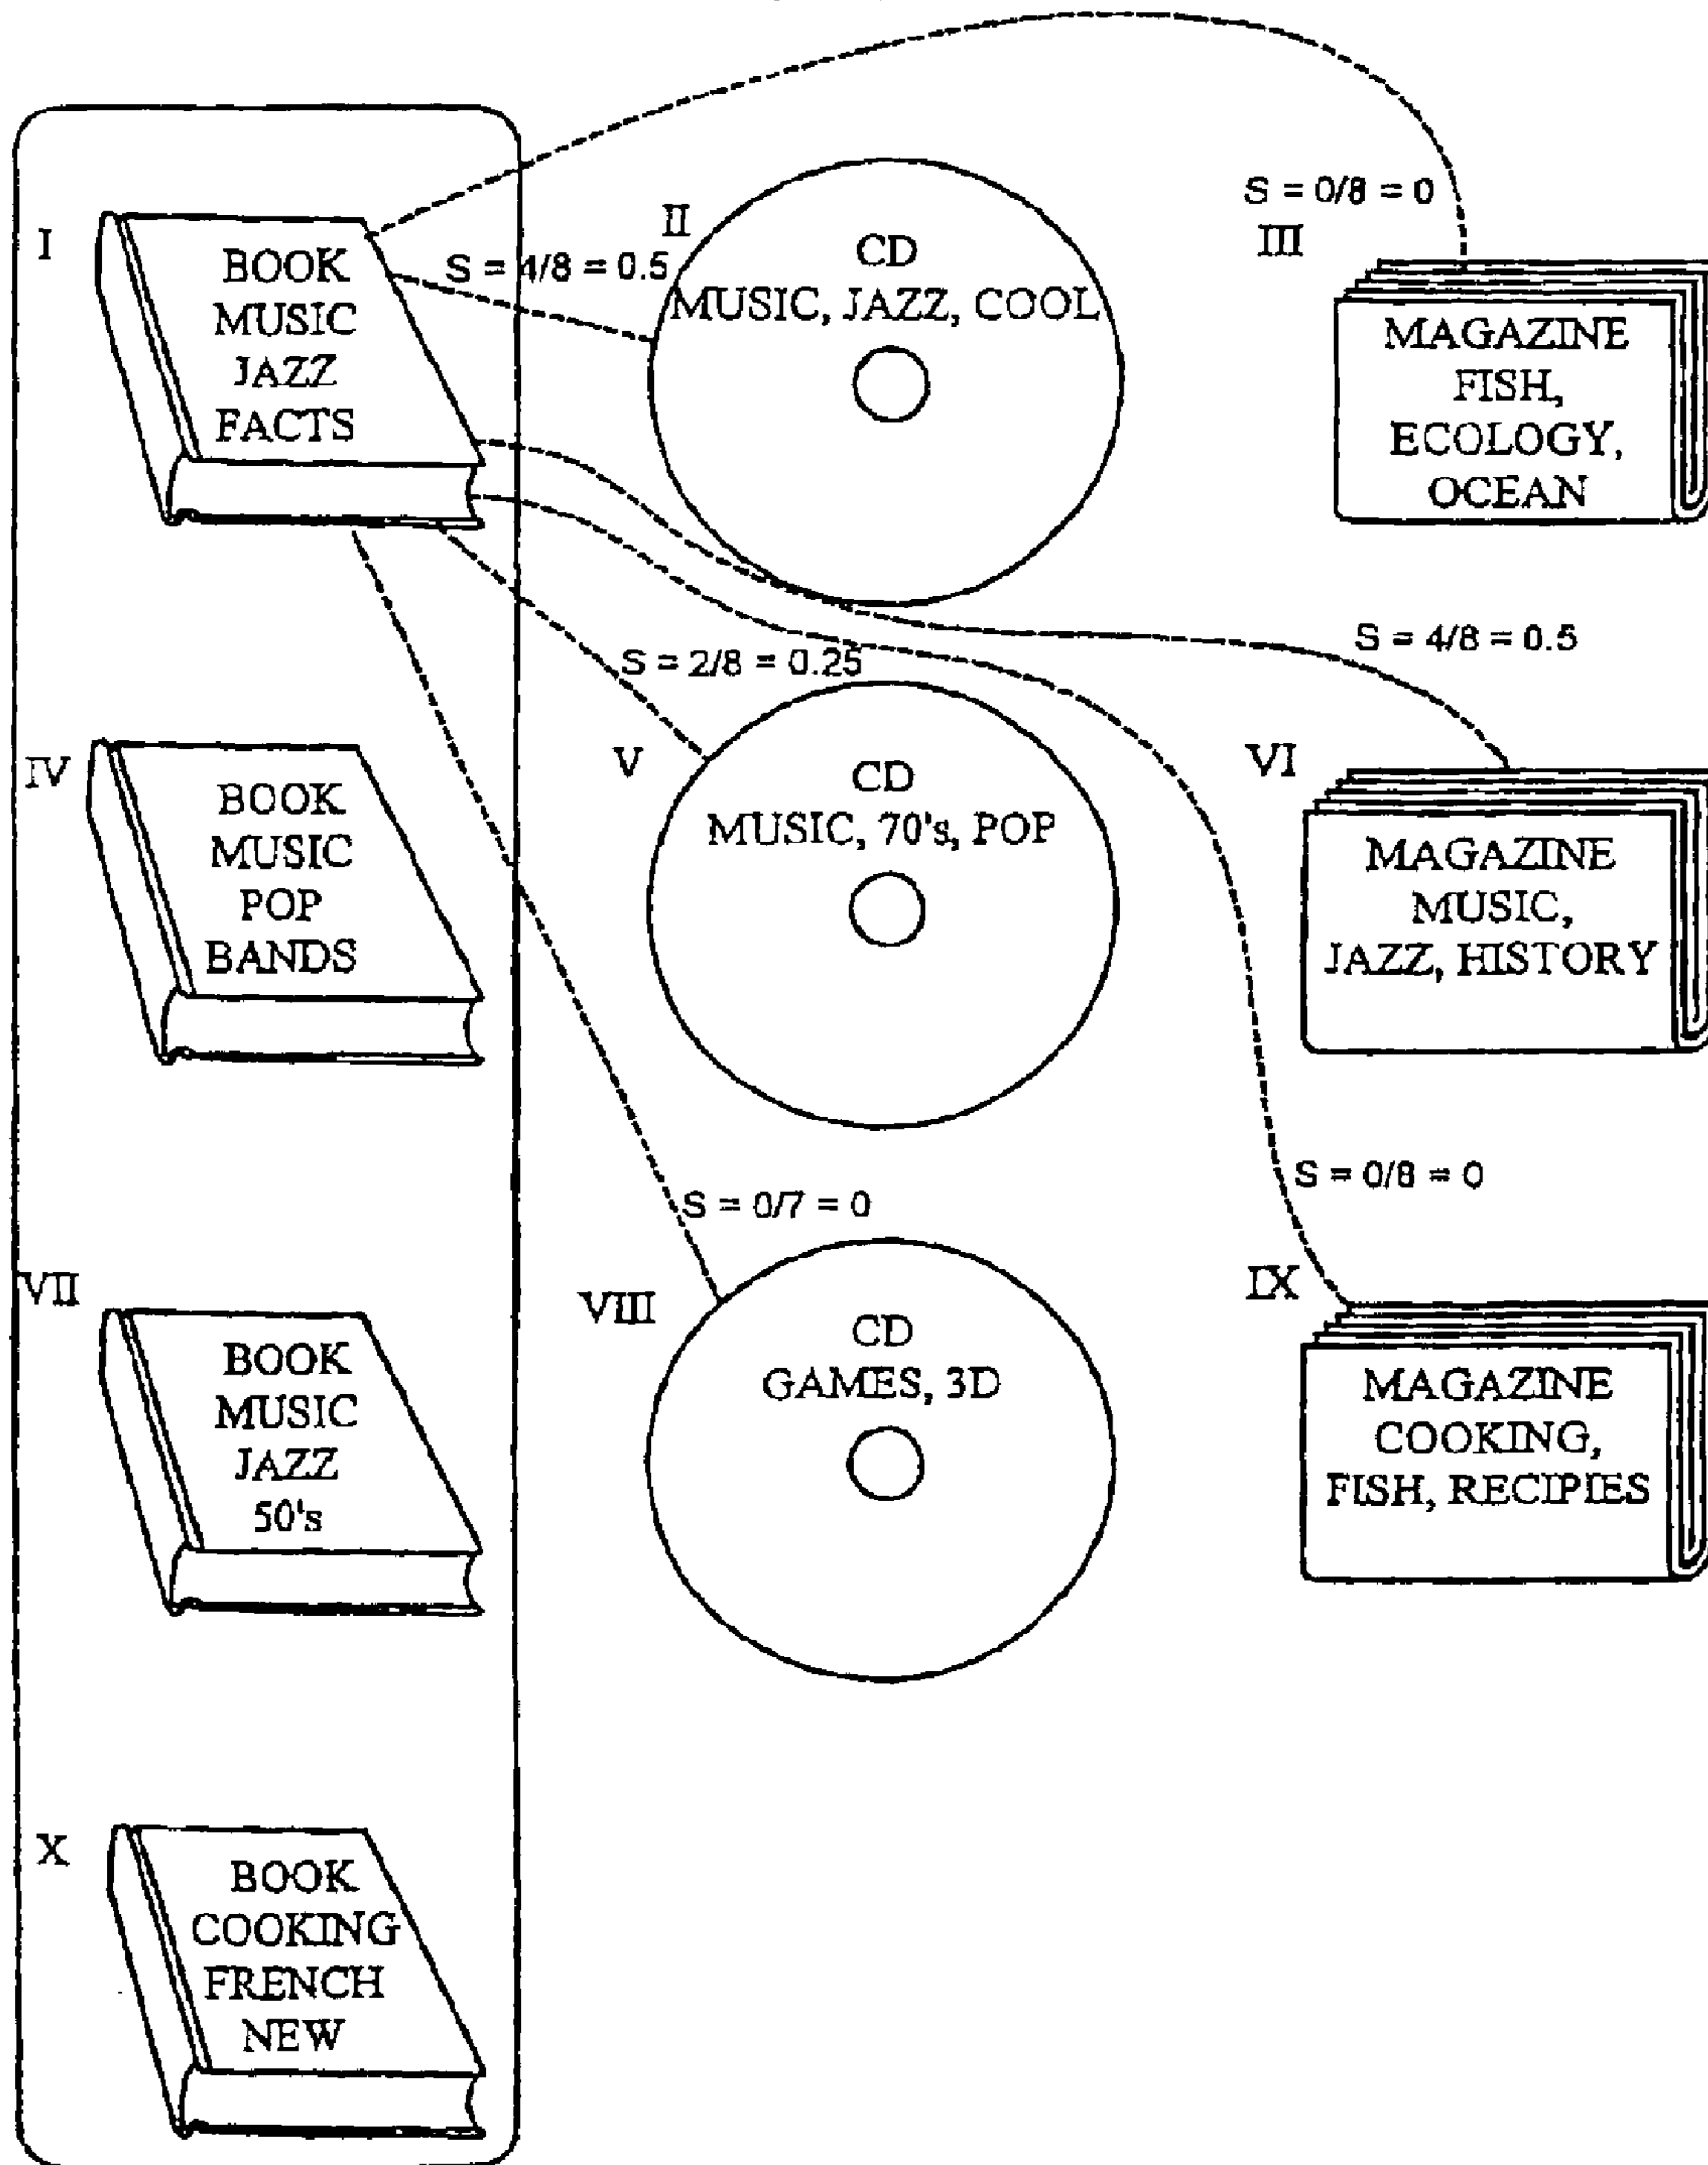 I
BOOK
MUSIC
JAZZ
FACTS
S = 4/8 = 0.5
II
CD
MUSIC, JAZZ, COOL
S = 0/8 = 0
III
MAGAZINE
FISH,
ECOLOGY,
OCEAN
IV
BOOK
MUSIC
POP
BANDS
S = 2/8 = 0.25
V
CD
MUSIC, 70's, POP
S = 4/8 = 0.5
VI
MAGAZINE
MUSIC,
JAZZ, HISTORY
VII
BOOK
MUSIC
JAZZ
50's
S = 0/7 = 0
VIII
CD
GAMES, 3D
S = 0/8 = 0
IX
MAGAZINE
COOKING,
FISH, RECIPIES
X
BOOK
COOKING
FRENCH
NEW